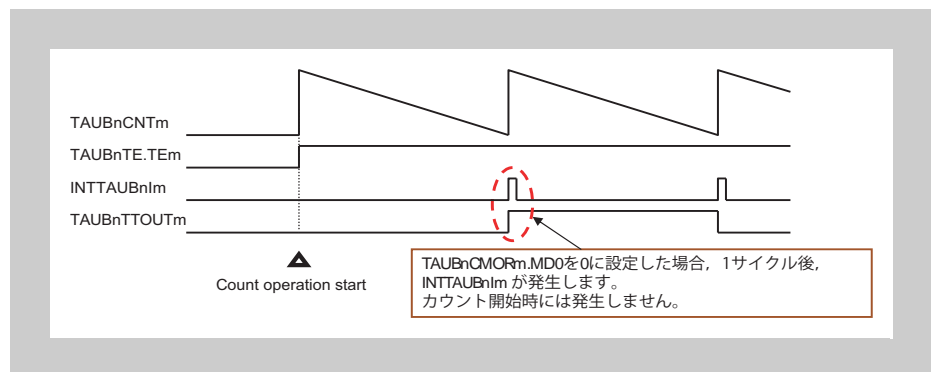 TAUBnCNTm
TAUBnTE.TEm
INTTAUBnIm
TAUBnTTOUTm
Count operation start
TAUBnCMORm.MD0を0に設定した場合，1サイクル後，
INTTAUBnIm が発生します。
カウント開始時には発生しません。